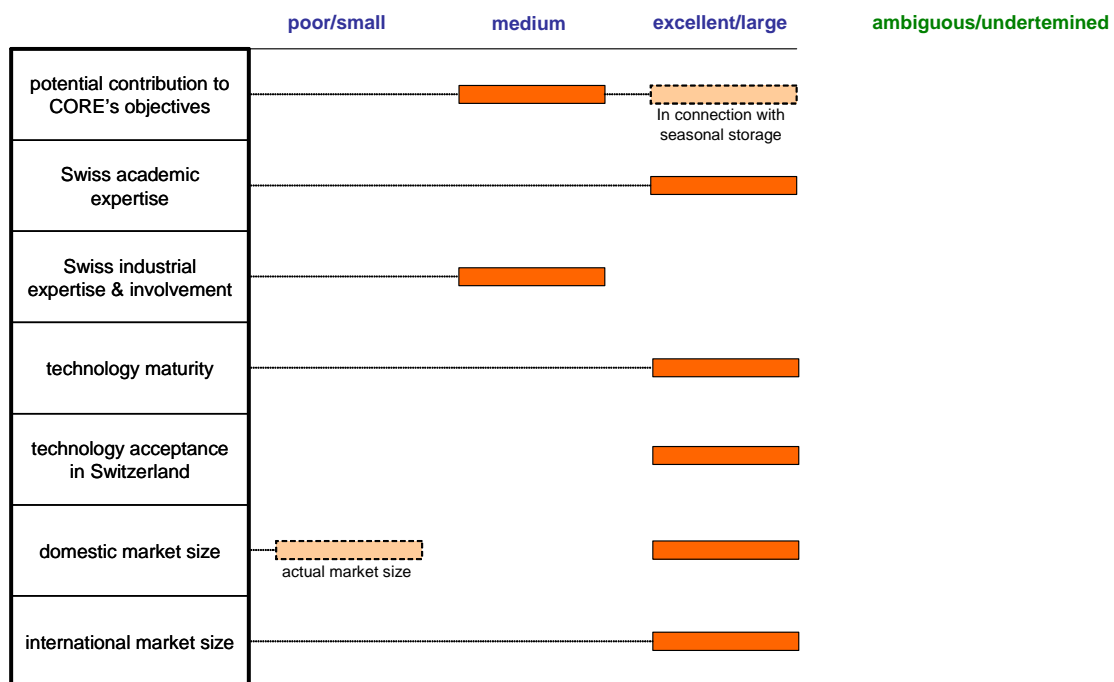 poor/small medium excellent/large ambiguous/undertemined
potential contribution to
CORE's objectives
In connection with
seasonal storage
Swiss academic
expertise
Swiss industrial
expertise & involvement
technology maturity
technology acceptance
in Switzerland
domestic market size
actual market size
international market size